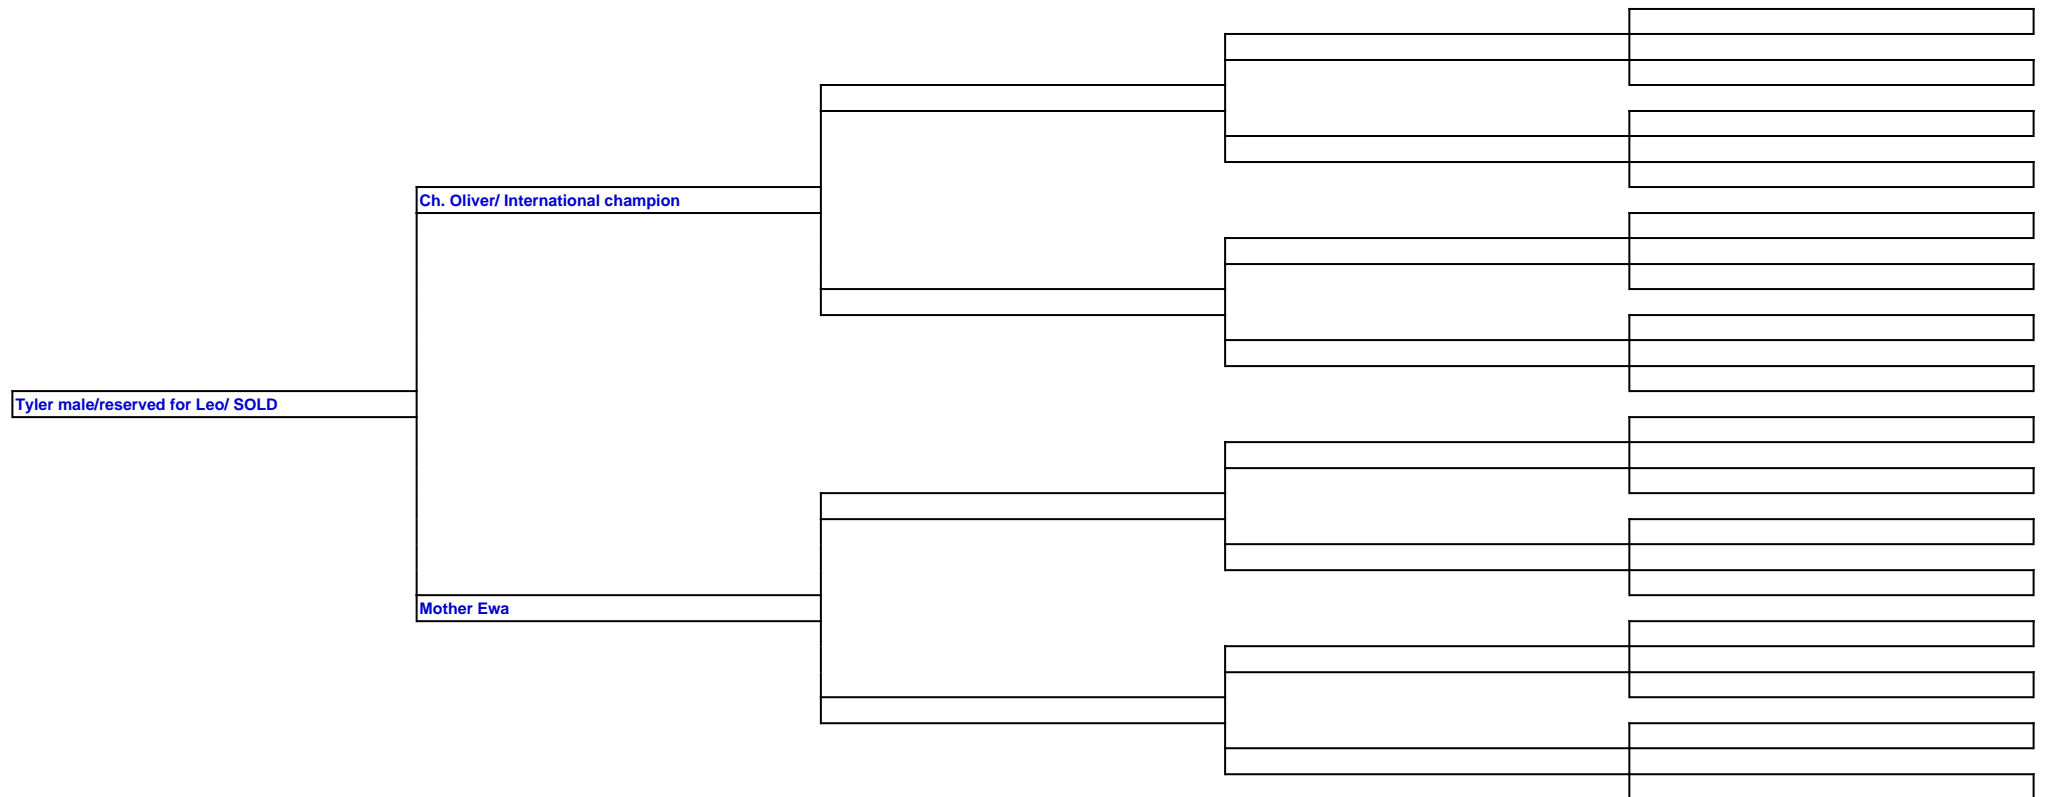 Ch. Oliver/ International champion
Tyler male/reserved for Leo/ SOLD
Mother Ewa